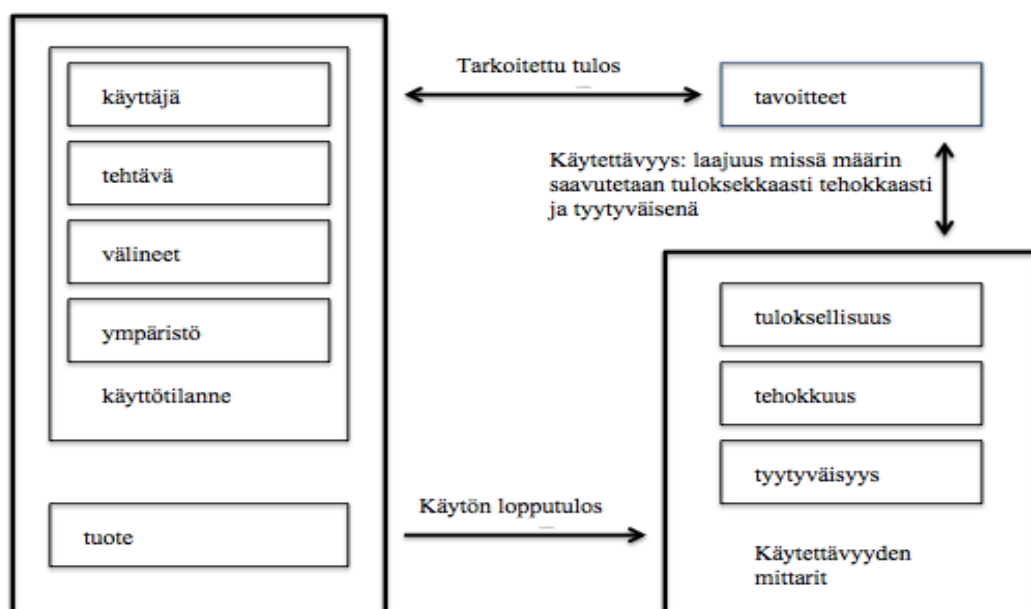 käyttäjä
tehtävä
välineet
ympäristö
käyttötilanne
tuote
Tarkoitettu tulos
tavoitteet
Käytettävyys: laajuus missä määrin
saavutetaan tuloksekkaasti tehokkaasti
ja tyytyväisenä
tuloksellisuus
tehokkuus
tyytyväisyys
Käytettävyyden
mittarit
Käytön lopputulos